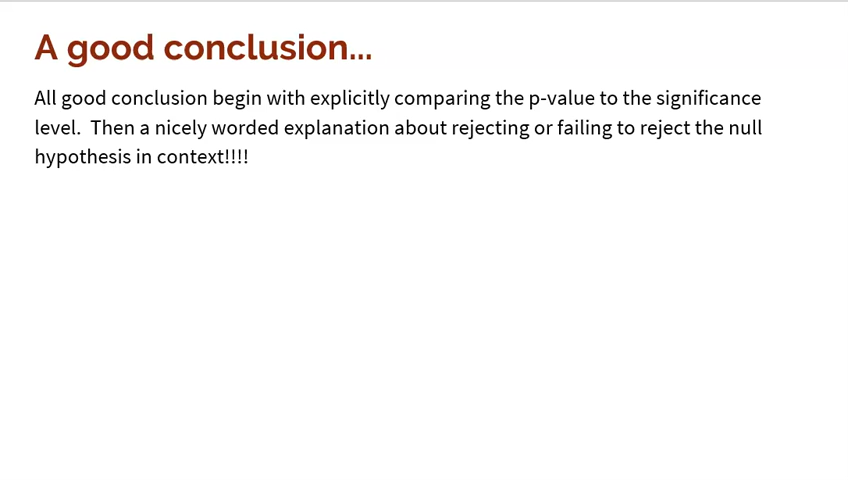 A good conclusion...
All good conclusion begin with explicitly comparing the p-value to the significance
level.  Then a nicely worded explanation about rejecting or failing to reject the null
hypothesis in context!!!!